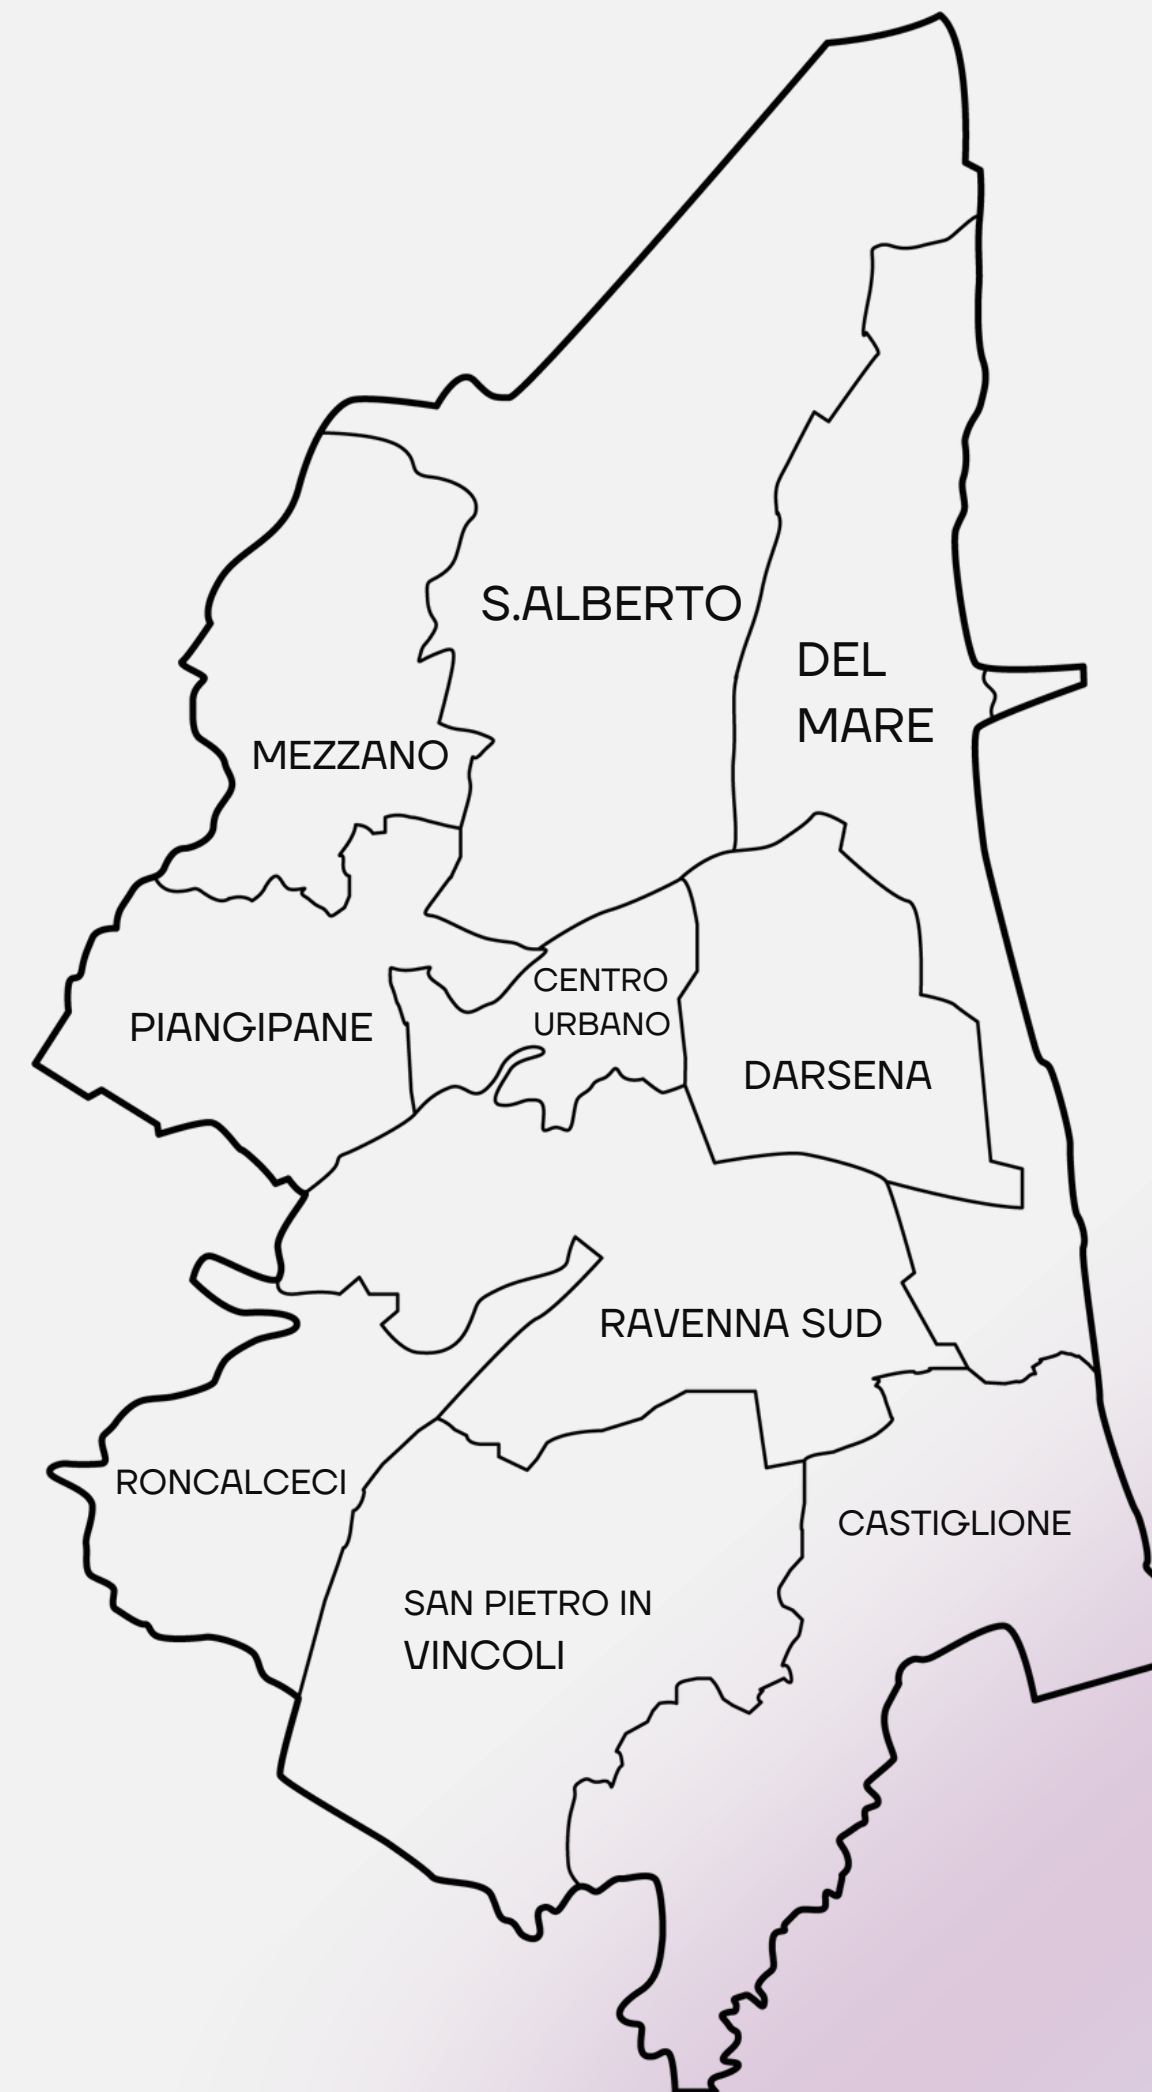 S.ALBERTO
DEL
MARE
MEZZANO
CENTRO
URBANO
PIANGIPANE
DARSENA
RAVENNA SUD
RONCALCECI
CASTIGLIONE
SAN PIETRO IN
VINCOLI